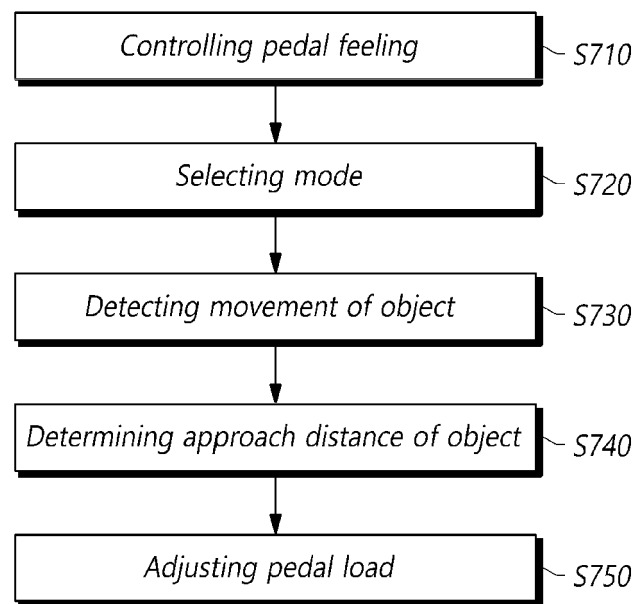 Controlling pedal feeling
S710
Selecting mode
S720
Detecting movement of object
S730
Determining approach distance of object
S740
Adjusting pedal load
S750